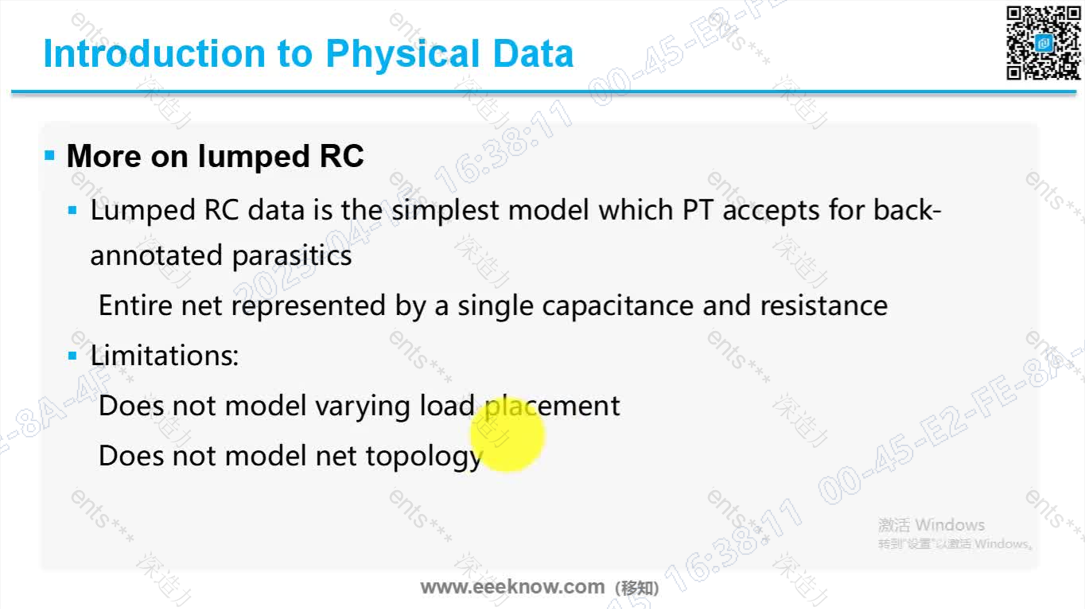 Introduction to Physical Data
More on lumped RC
Lumped RC data is the simplest model which PT accepts for back-
annotated parasitics
Entire net represented by a single capacitance and resistance
Limitations:
Does not model varying load placement
Does not model net topology
激活 Windows
转到"设置"以激活 Windows。
www.eeeknow.com (移知)